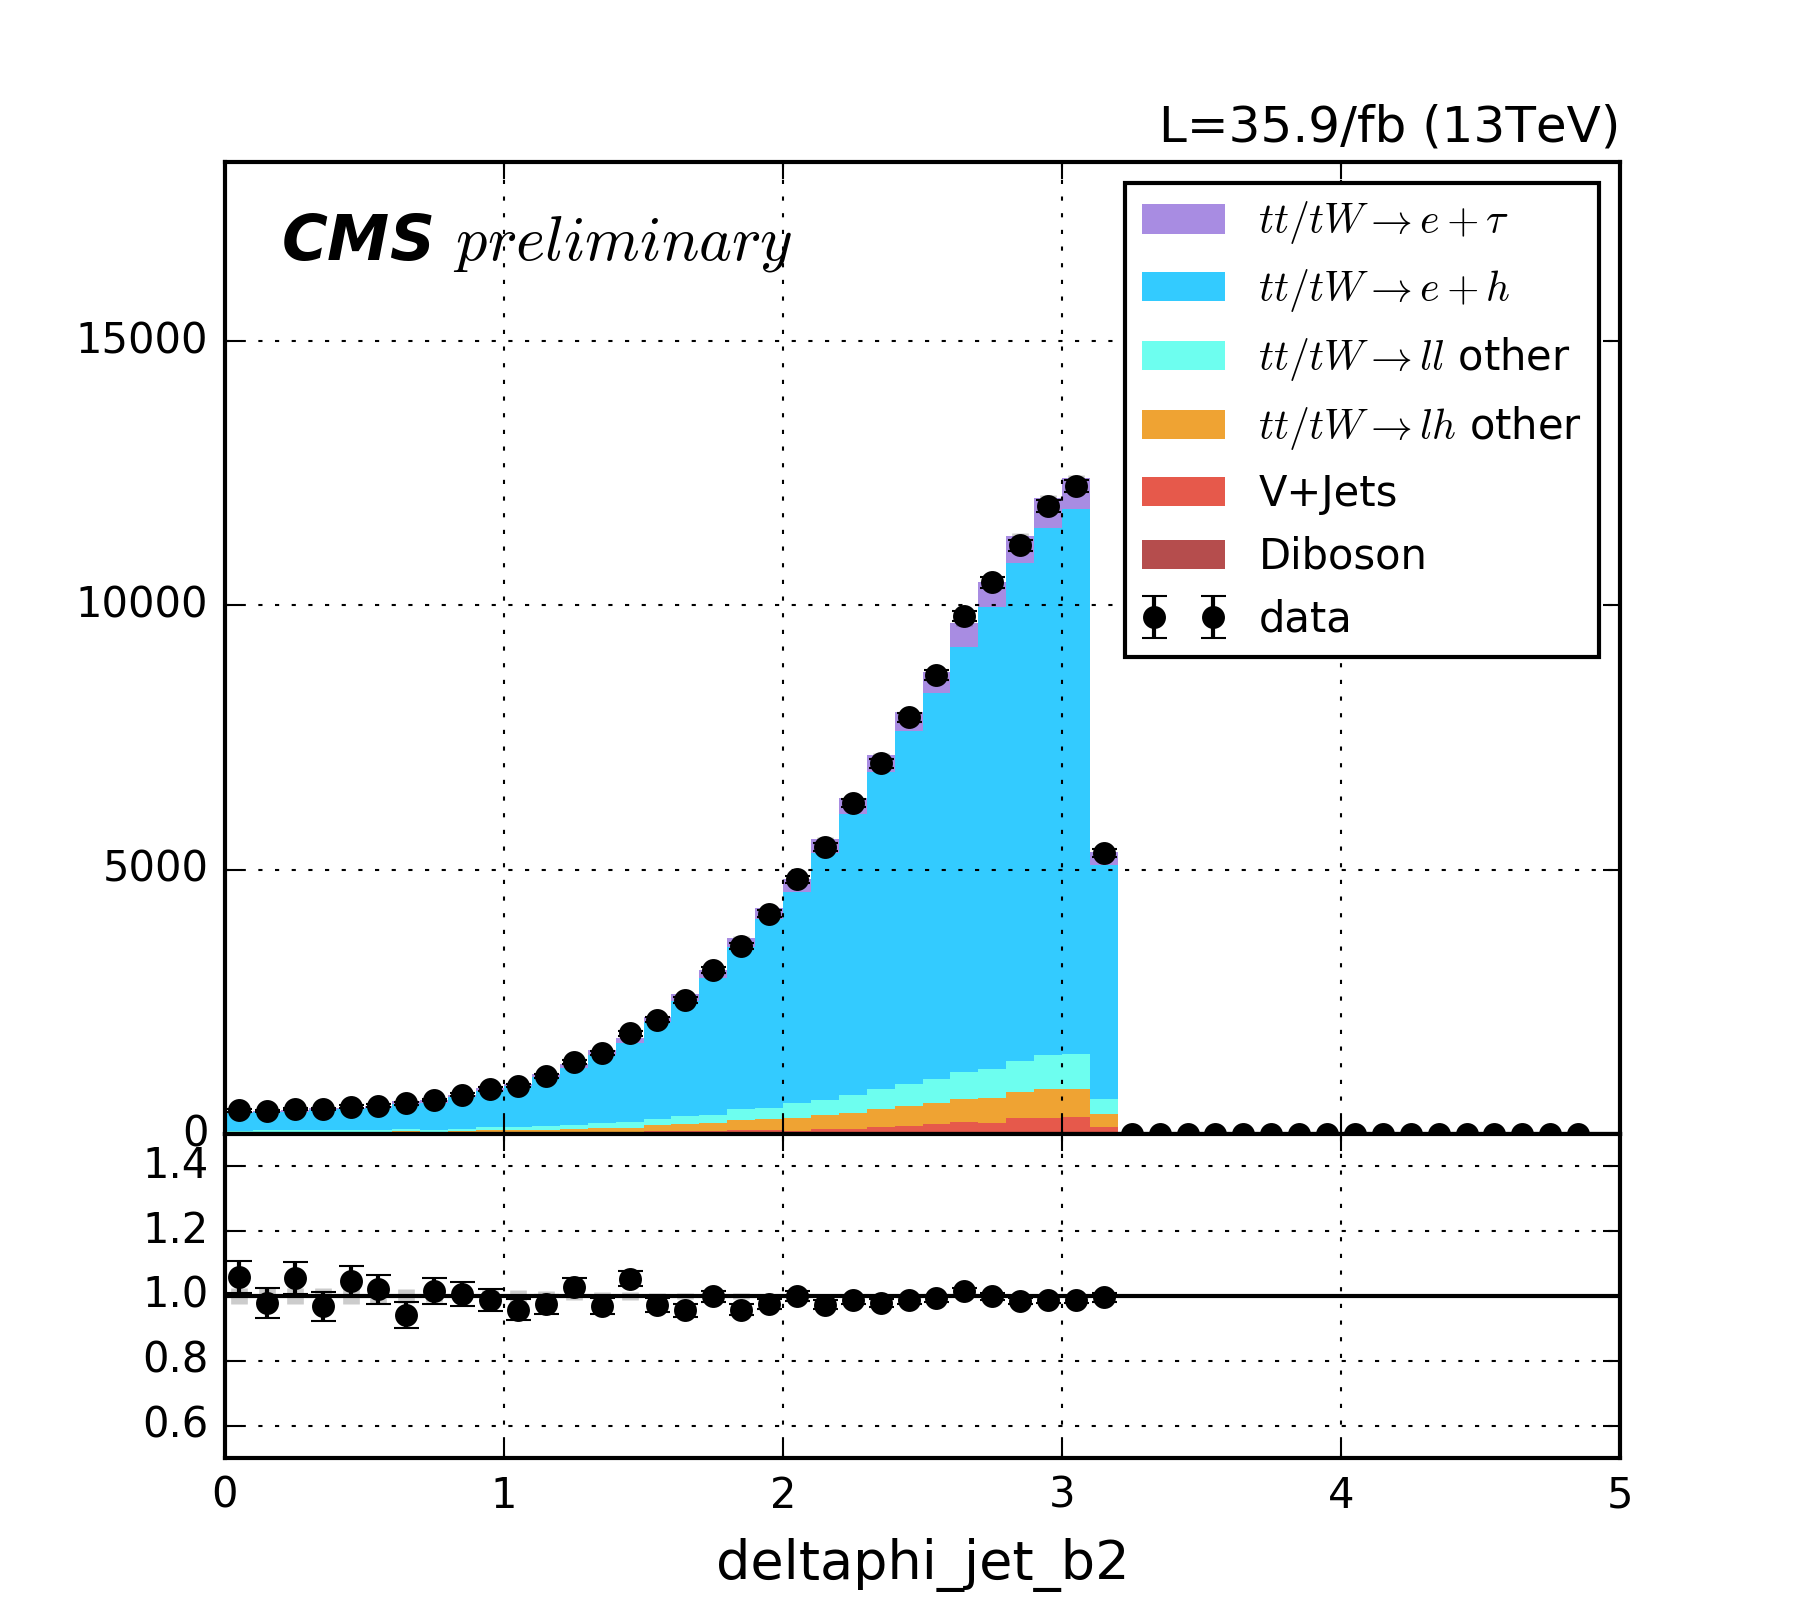 L=35.9/fb (13TeV)
CMS preliminary
tt/tW→e+τ
tt/tW→e+h
tt/tW→ll other
tt/tW→lh other
V+Jets
Diboson
data
15000
10000
5000
0
1.4
1.2
1.0
0.8
0.6
0 1 2 3 4 5
deltaphi_jet_b2